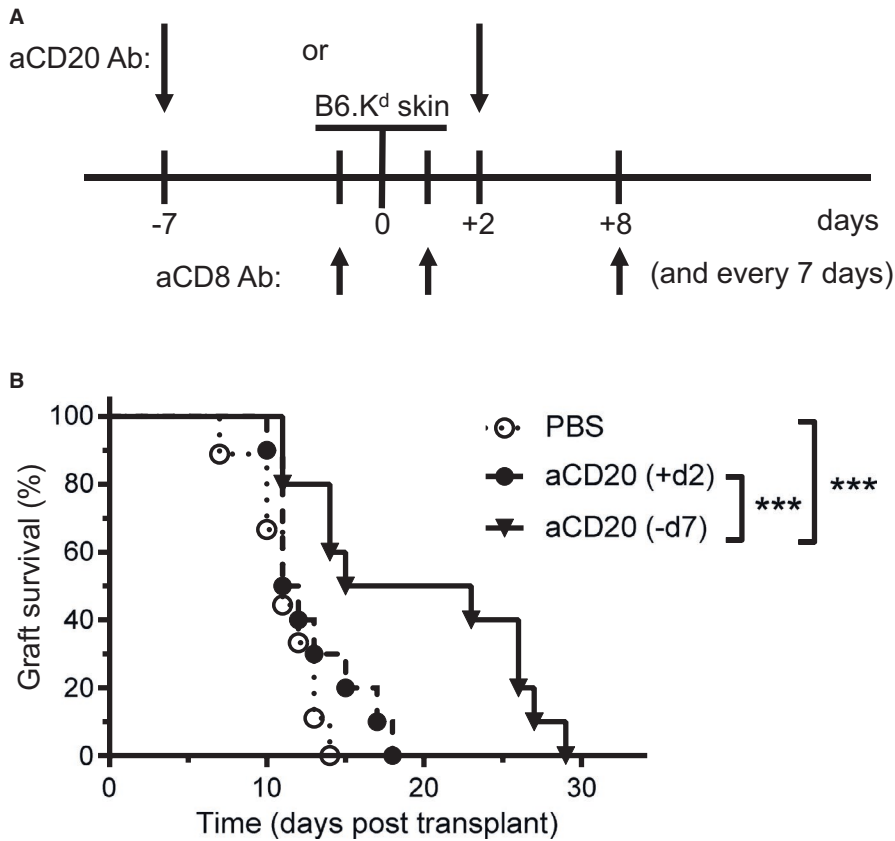 A
aCD20 Ab:
or
B6.Kᵈ skin
-7
0
+2
+8
days
aCD8 Ab:
(and every 7 days)
B
100
80
60
40
20
0
Graft survival (%)
0
10
20
30
Time (days post transplant)
PBS
aCD20 (+d2)
aCD20 (-d7)
***
***